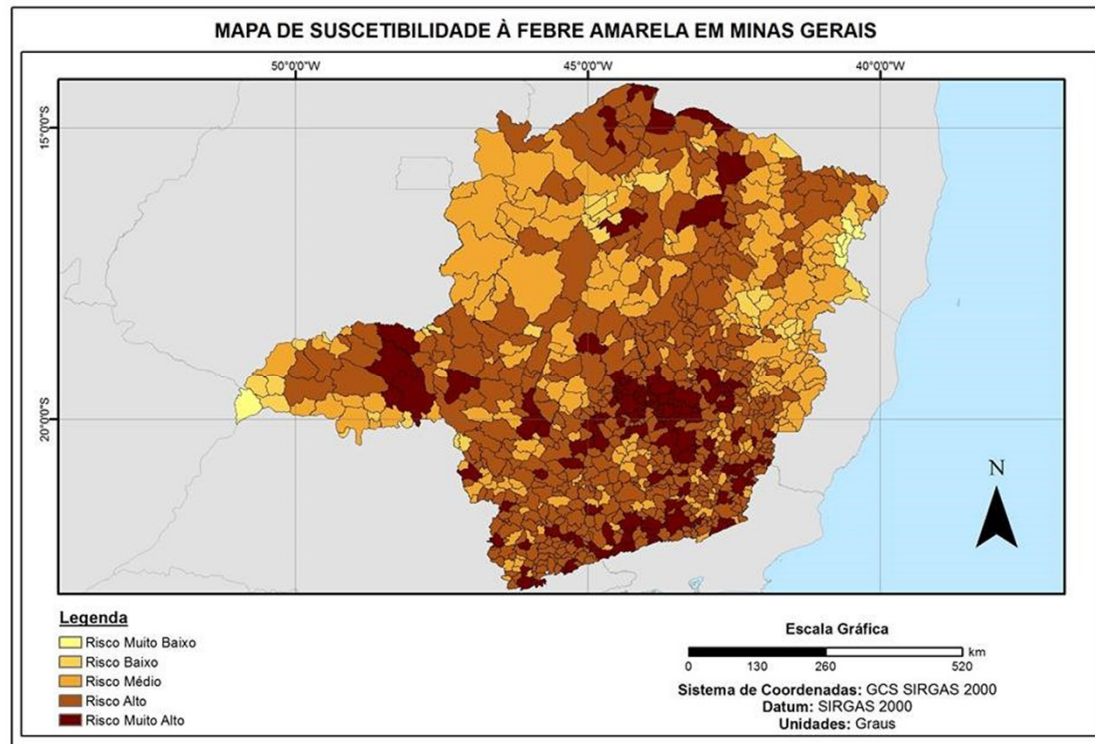 MAPA DE SUSCETIBILIDADE À FEBRE AMARELA EM MINAS GERAIS
50°0'0"W 45°0'0"W 40°0'0"W
15°0'0"S
20°0'0"S
N
Legenda
Risco Muito Baixo
Risco Baixo
Risco Médio
Risco Alto
Risco Muito Alto
Escala Gráfica
km
0 130 260 520
Sistema de Coordenadas: GCS SIRGAS 2000
Datum: SIRGAS 2000
Unidades: Graus